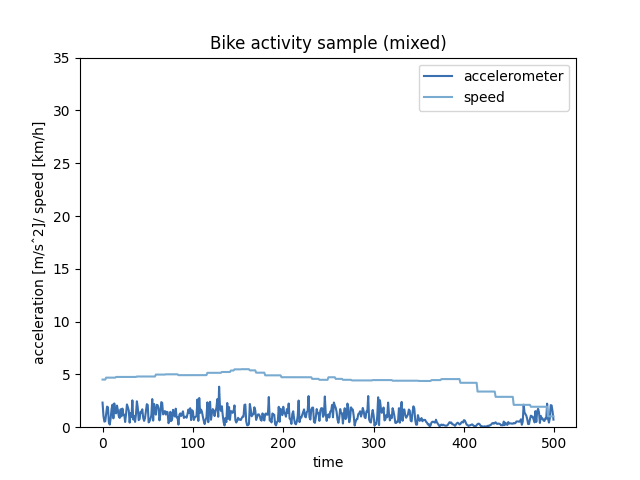 Bike activity sample (mixed)
accelerometer
speed
acceleration [m/sˆ2]/ speed [km/h]
35
30
25
20
15
10
5
0
0 100 200 300 400 500
time